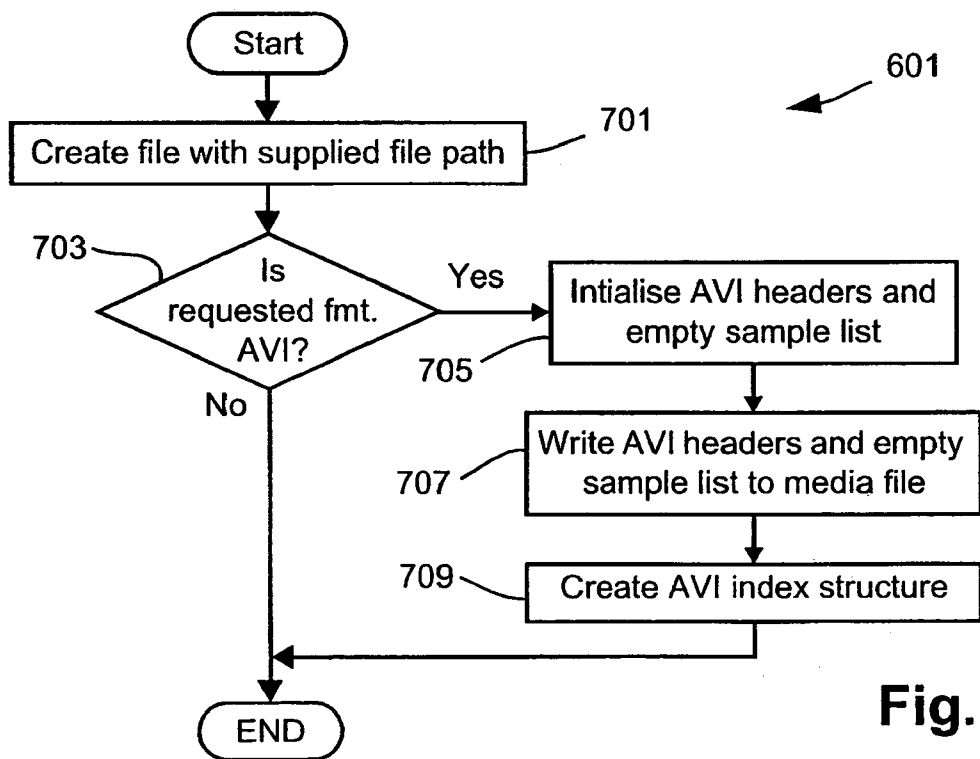 Start
601
701
Create file with supplied file path
703
Is
requested fmt.
AVI?
Yes
No
Intialise AVI headers and
empty sample list
705
Write AVI headers and empty
sample list to media file
707
709
Create AVI index structure
END
Fig.